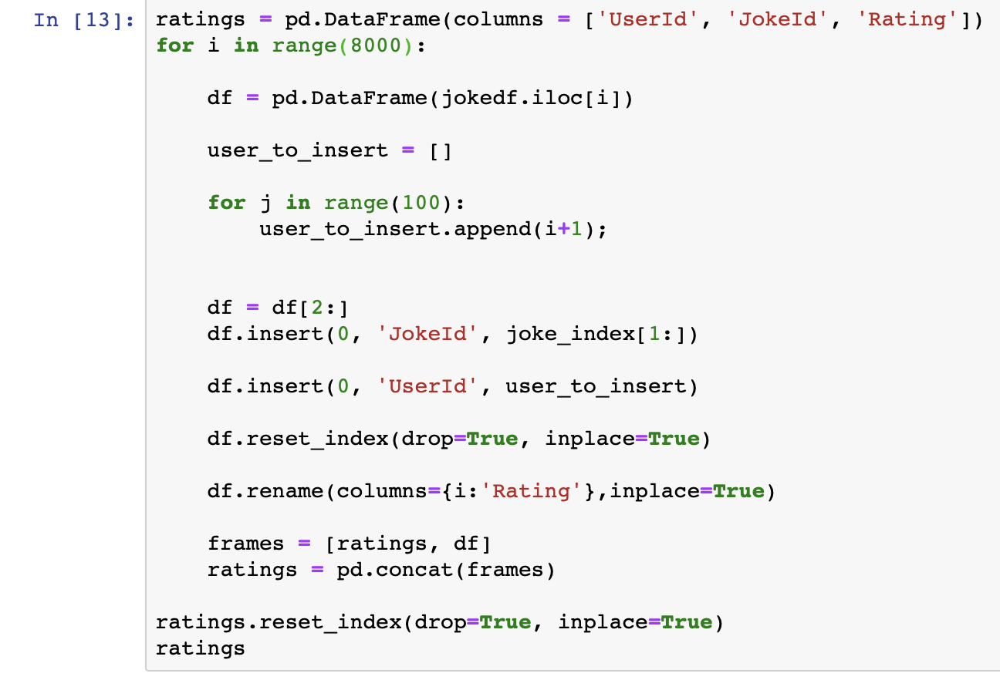 In [13]: ratings = pd.DataFrame(columns = ['UserId', 'JokeId', 'Rating'])
for i in range(8000):
    df = pd.DataFrame(jokedf.iloc[i])
    user_to_insert = []
    for j in range(100):
        user_to_insert.append(i+1);
    df = df[2:]
    df.insert(0, 'JokeId', joke_index[1:])
    df.insert(0, 'UserId', user_to_insert)
    df.reset_index(drop=True, inplace=True)
    df.rename(columns={i:'Rating'},inplace=True)
    frames = [ratings, df]
    ratings = pd.concat(frames)
ratings.reset_index(drop=True, inplace=True)
ratings